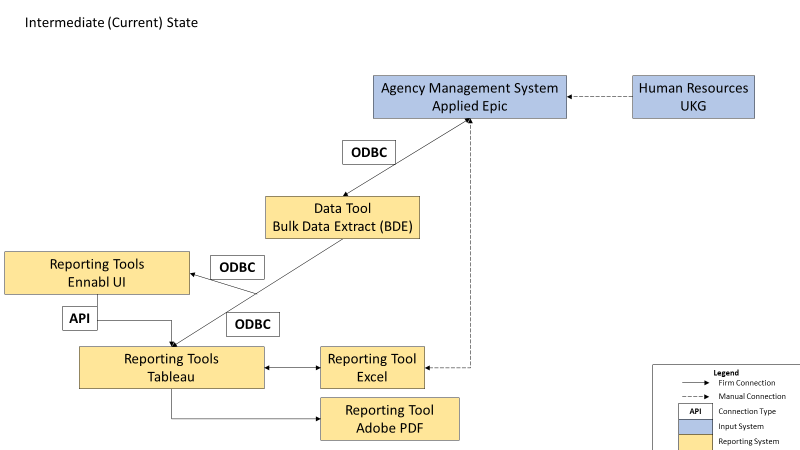 Intermediate (Current) State
Agency Management System
Applied Epic
Human Resources
UKG
ODBC
Data Tool
Bulk Data Extract (BDE)
Reporting Tools
Ennabl UI
ODBC
API
ODBC
Reporting Tools
Tableau
Reporting Tool
Excel
Reporting Tool
Adobe PDF
Legend
Firm Connection
Manual Connection
API Connection Type
Input System
Reporting System